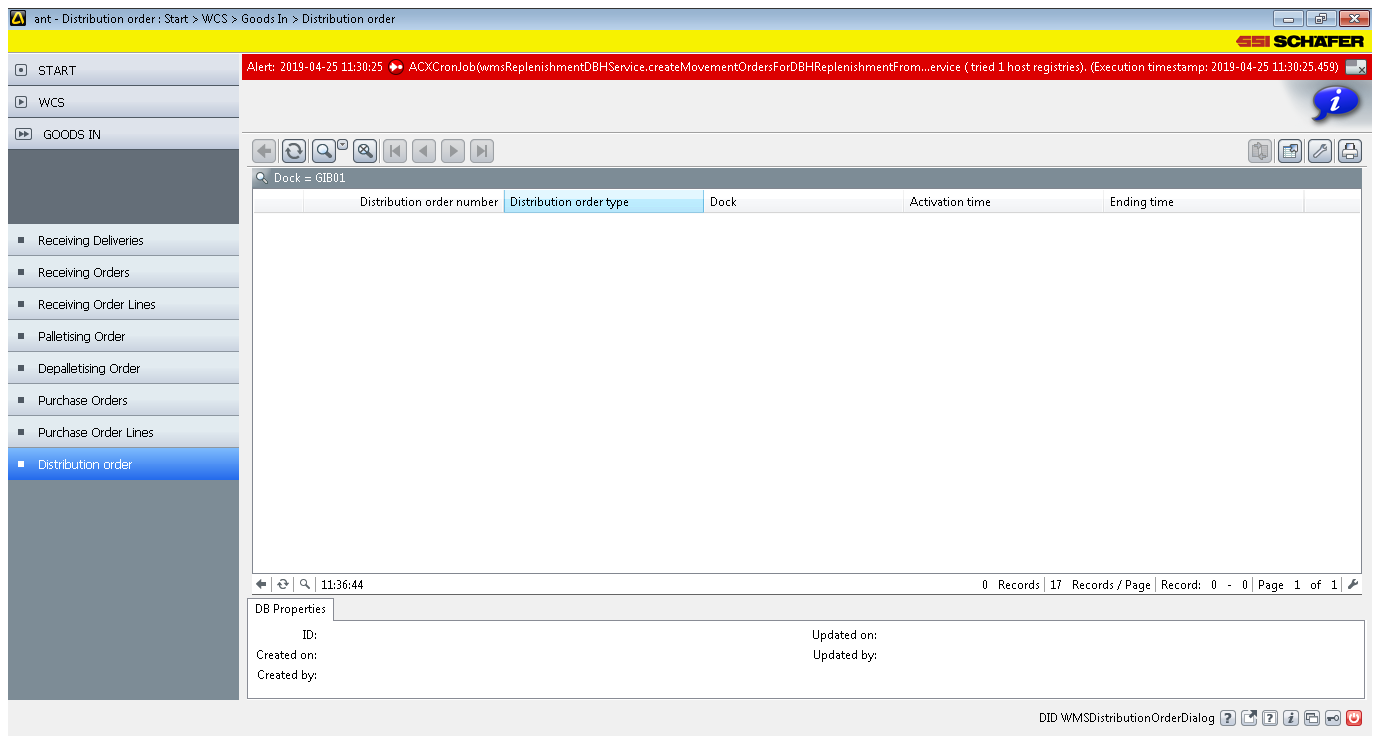 ant - Distribution order : Start > WCS > Goods In > Distribution order
SSI SCHÄFER
START
WCS
GOODS IN
Alert: 2019-04-25 11:30:25 ACXCronJob(wmsReplenishmentDBHService.createMovementOrdersForDBHReplenishmentFrom...ervice ( tried 1 host registries). (Execution timestamp: 2019-04-25 11:30:25.459)
Dock = GIB01
Distribution order number Distribution order type Dock Activation time Ending time
Receiving Deliveries
Receiving Orders
Receiving Order Lines
Palletising Order
Depalletising Order
Purchase Orders
Purchase Order Lines
Distribution order
11:36:44 0 Records 17 Records / Page Record: 0 - 0 Page 1 of 1
DB Properties
ID: Updated on:
Created on: Updated by:
Created by:
DID WMSDistributionOrderDialog